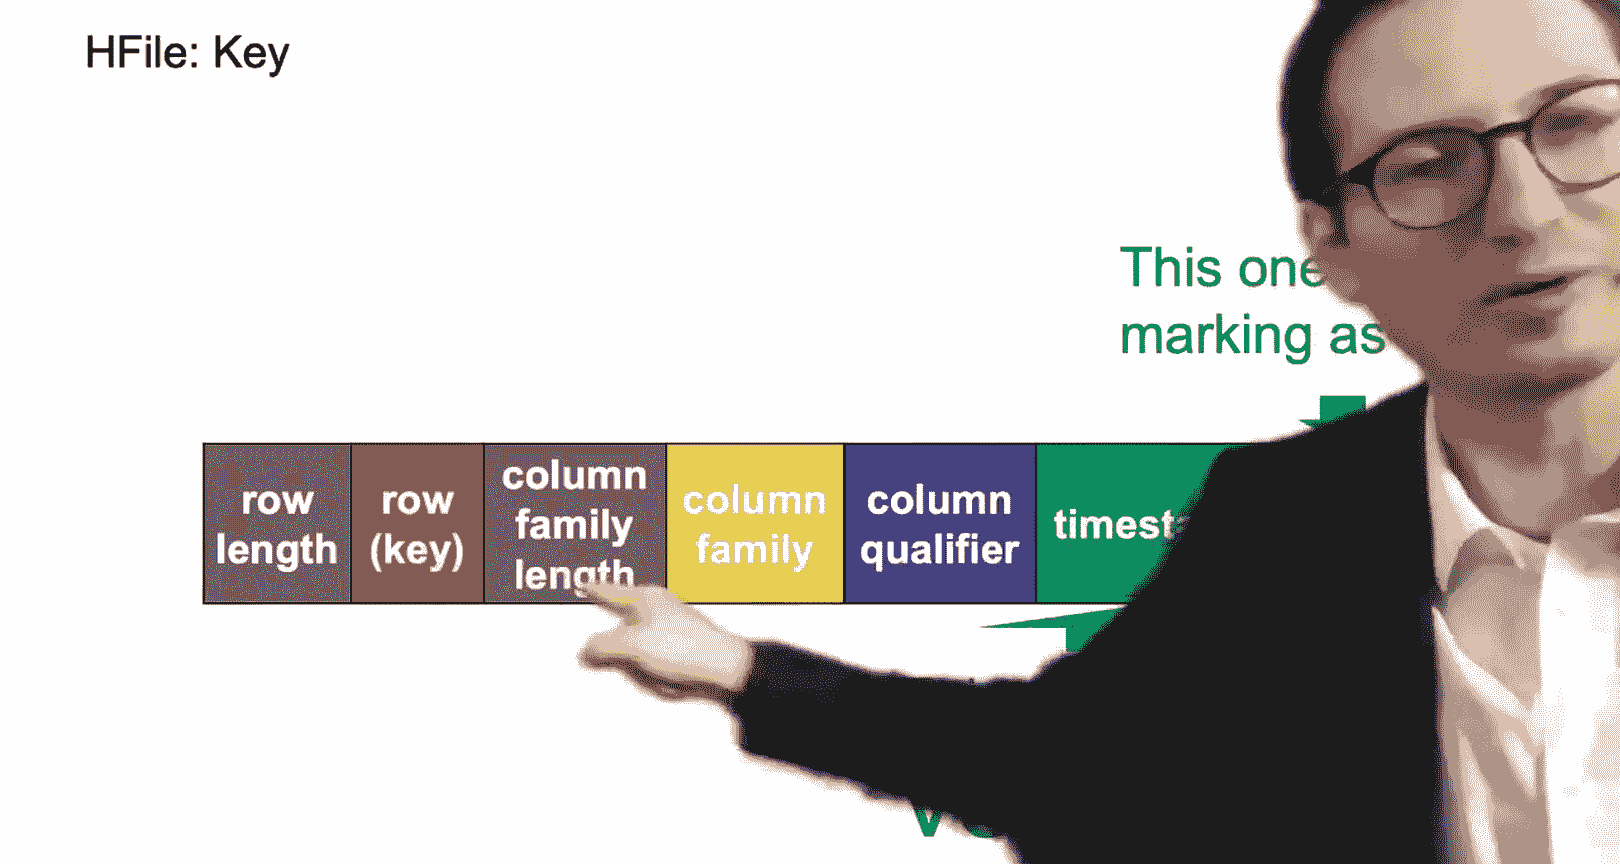 HFile: Key
This one
marking as
row
length
row
(key)
column
family
length
column
family
column
qualifier